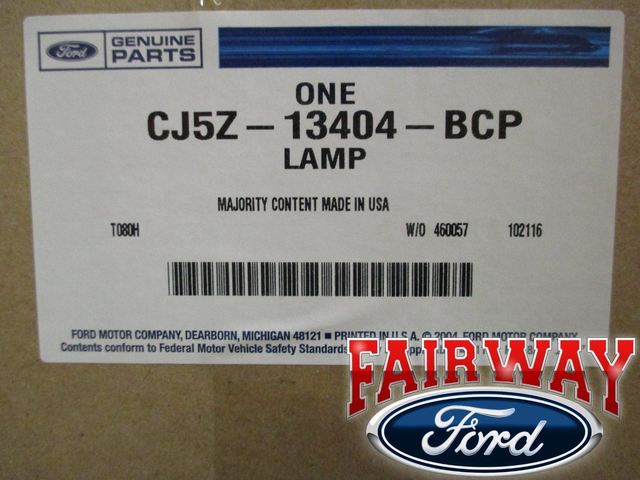 Ford
GENUINE
PARTS
ONE
CJ5Z-13404-BCP
LAMP
MAJORITY CONTENT MADE IN USA
T080H W/O 460057 102116
FORD MOTOR COMPANY, DEARBORN, MICHIGAN 48121 ■ PRINTED IN U.S.A. © 2004, FORD MOTOR COMPANY
Contents conform to Federal Motor Vehicle Safety Standards
FAIRWAY
Ford